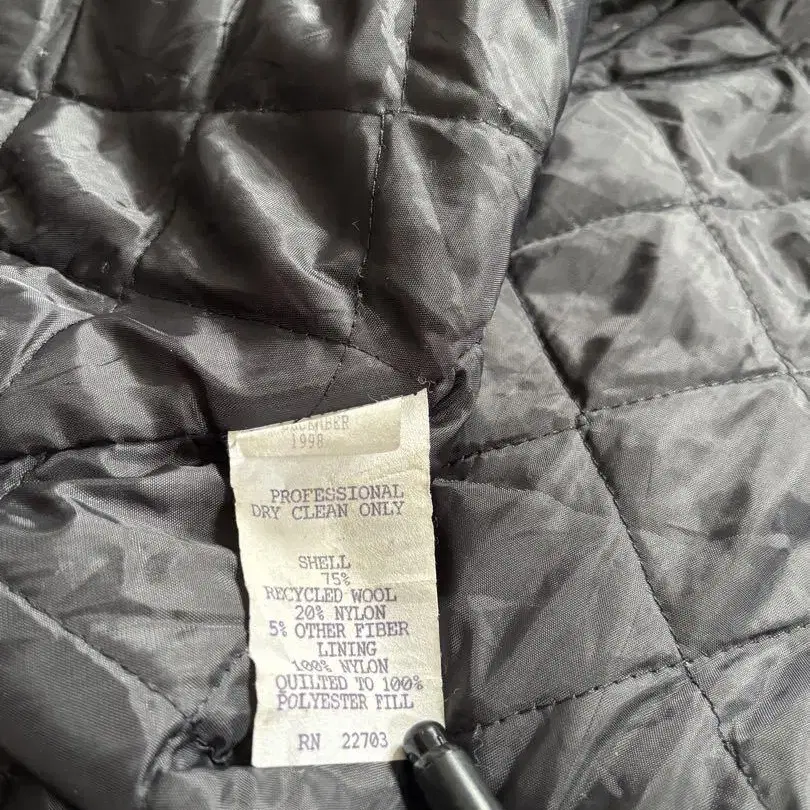 DECEMBER
1998
PROFESSIONAL
DRY CLEAN ONLY
SHELL
75%
RECYCLED WOOL
20% NYLON
5% OTHER FIBER
LINING
100% NYLON
QUILTED TO 100%
POLYESTER FILL
RN 22703